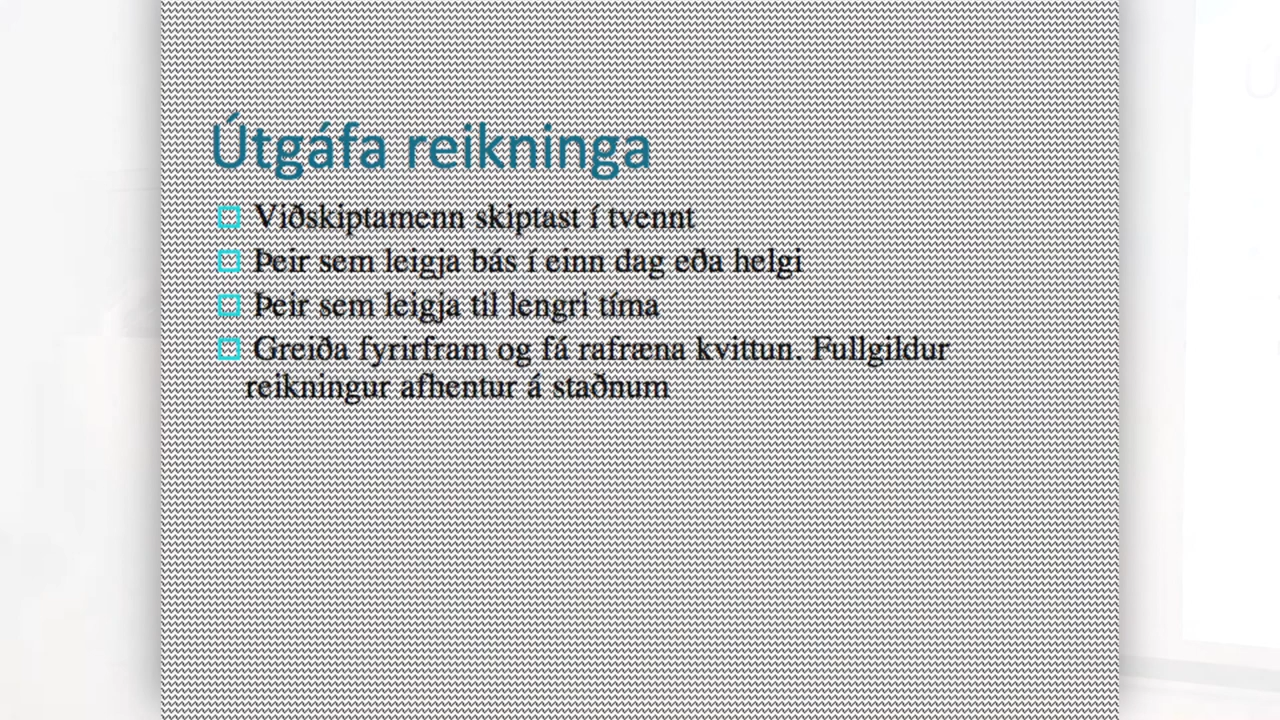 Útgáfa reikninga
Viðskiptamenn skiptast í tvennt
Þeir sem leigja bás í einn dag eða helgi
Þeir sem leigja til lengri tíma
Greiða fyrirfram og fá rafræna kvittun. Fullgildur
reikningur afhentur á staðnum